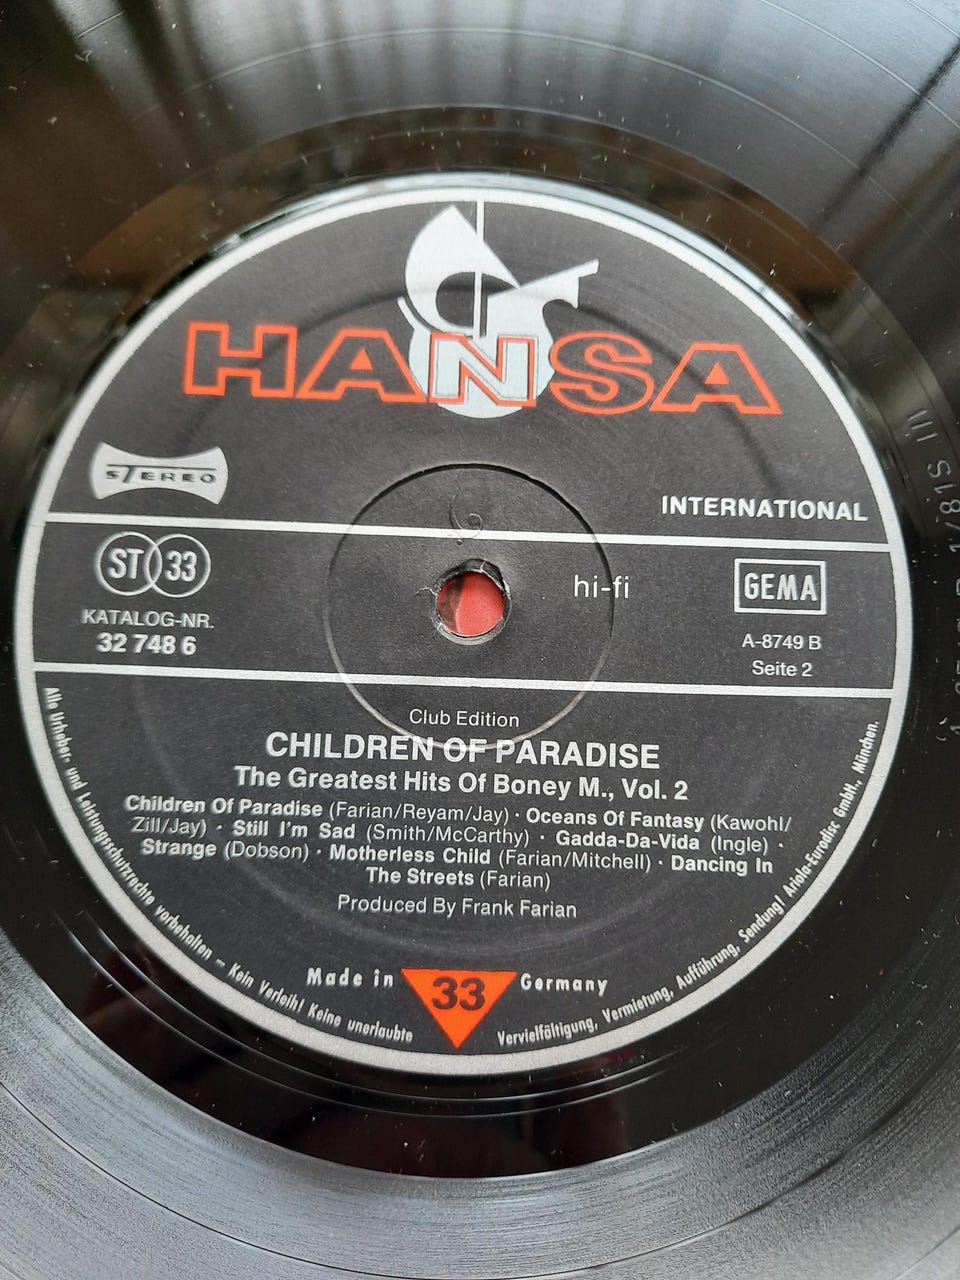 HANSA
STEREO
INTERNATIONAL
ST 33
hi-fi
GEMA
KATALOG-NR.
32 748 6
A-8749 B
Seite 2
Club Edition
CHILDREN OF PARADISE
The Greatest Hits Of Boney M., Vol. 2
Children Of Paradise (Farian/Reyam/Jay) · Oceans Of Fantasy (Kawohl/
Zill/Jay) · Still I'm Sad (Smith/McCarthy) · Gadda-Da-Vida (Ingle) ·
Strange (Dobson) · Motherless Child (Farian/Mitchell) · Dancing In
The Streets (Farian)
Produced By Frank Farian
Made in 33 Germany
Alle Urheber- und Leistungsschutzrechte vorbehalten – Kein Verleih! Keine unerlaubte Vervielfältigung, Vermietung, Aufführung, Sendung! Ariola-Eurodisc GmbH., München.